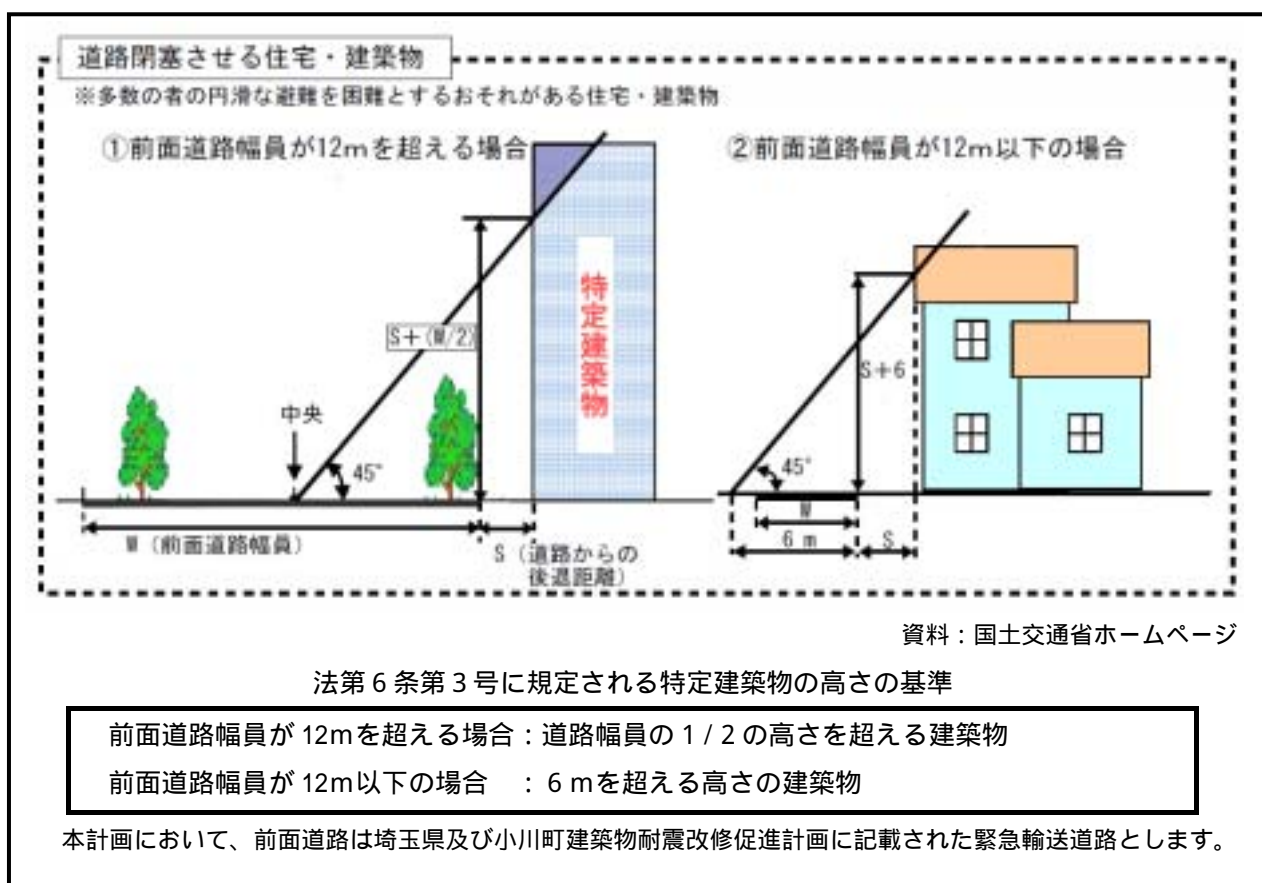 道路閉塞させる住宅・建築物
※多数の者の円滑な避難を困難とするおそれがある住宅・建築物
①前面道路幅員が12mを超える場合
②前面道路幅員が12m以下の場合
特定建築物
S+(W/2)
中央
45°
W（前面道路幅員）
S（道路からの
後退距離）
S+6
45°
W
6 m
S
資料：国土交通省ホームページ
法第６条第３号に規定される特定建築物の高さの基準
前面道路幅員が 12mを超える場合：道路幅員の１/２の高さを超える建築物
前面道路幅員が 12m以下の場合　：６mを超える高さの建築物
本計画において、前面道路は埼玉県及び小川町建築物耐震改修促進計画に記載された緊急輸送道路とします。